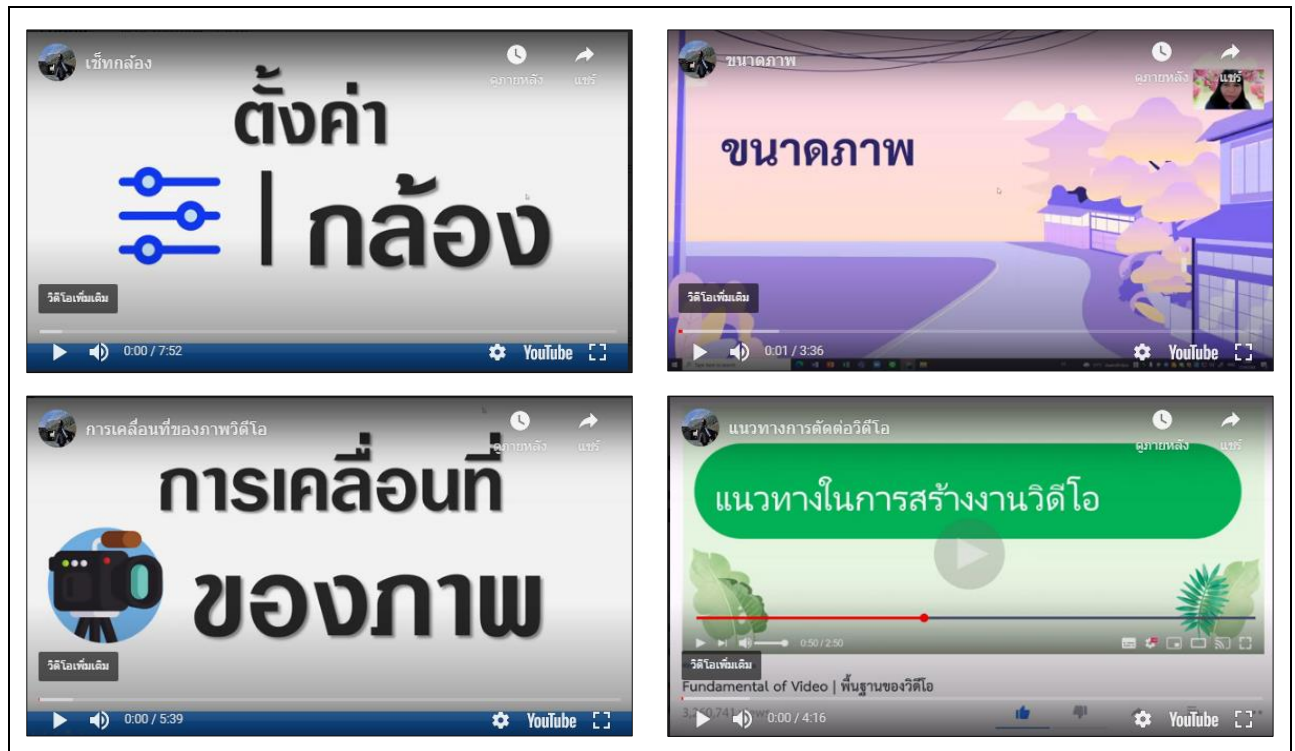 เซ็ทกล้อง
ดูภายหลัง
แชร์
ตั้งค่า
กล้อง
วิดีโอเพิ่มเติม
0:00 / 7:52
YouTube
ขนาดภาพ
ดูภายหลัง
แชร์
ขนาดภาพ
วิดีโอเพิ่มเติม
0:01 / 3:36
YouTube
การเคลื่อนที่ของภาพวิดีโอ
ดูภายหลัง
แชร์
การเคลื่อนที่
ของภาพ
วิดีโอเพิ่มเติม
0:00 / 5:39
YouTube
แนวทางการตัดต่อวิดีโอ
ดูภายหลัง
แชร์
แนวทางในการสร้างงานวิดีโอ
0:50 / 2:50
วิดีโอเพิ่มเติม
Fundamental of Video | พื้นฐานของวิดีโอ
0:00 / 4:16
YouTube